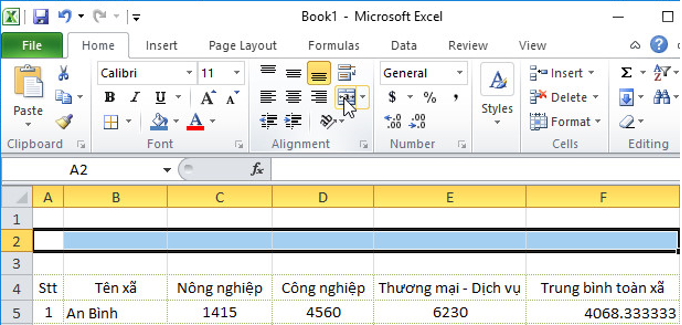 Book1 - Microsoft Excel
File Home Insert Page Layout Formulas Data Rev
Paste Calibri 11 A A General Styles Insert Σ
B I U A $ % , Delete
Format
Clipboard Font Alignment Number Cells Editing
A2 fx
A B C D E F
1
2
3
4 Stt Tên xã Nông nghiệp Công nghiệp Thương mại - Dịch vụ Trung bình toàn xã
5 1 An Bình 1415 4560 6230 4068.333333